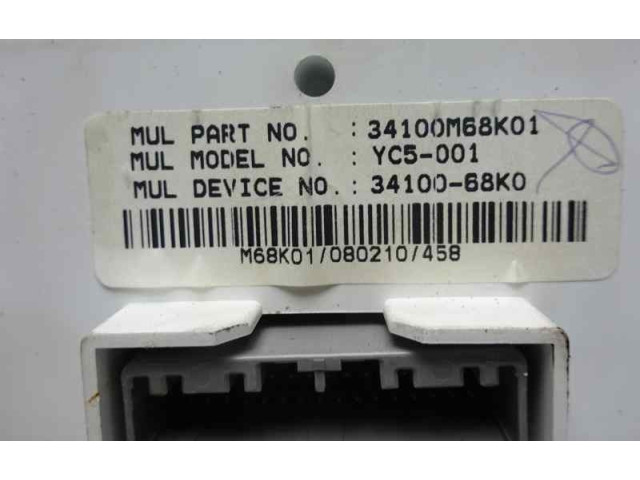 MUL PART NO. : 34100M68K01
MUL MODEL NO. : YC5-001
MUL DEVICE NO. : 34100-68K0
M68K01/080210/458